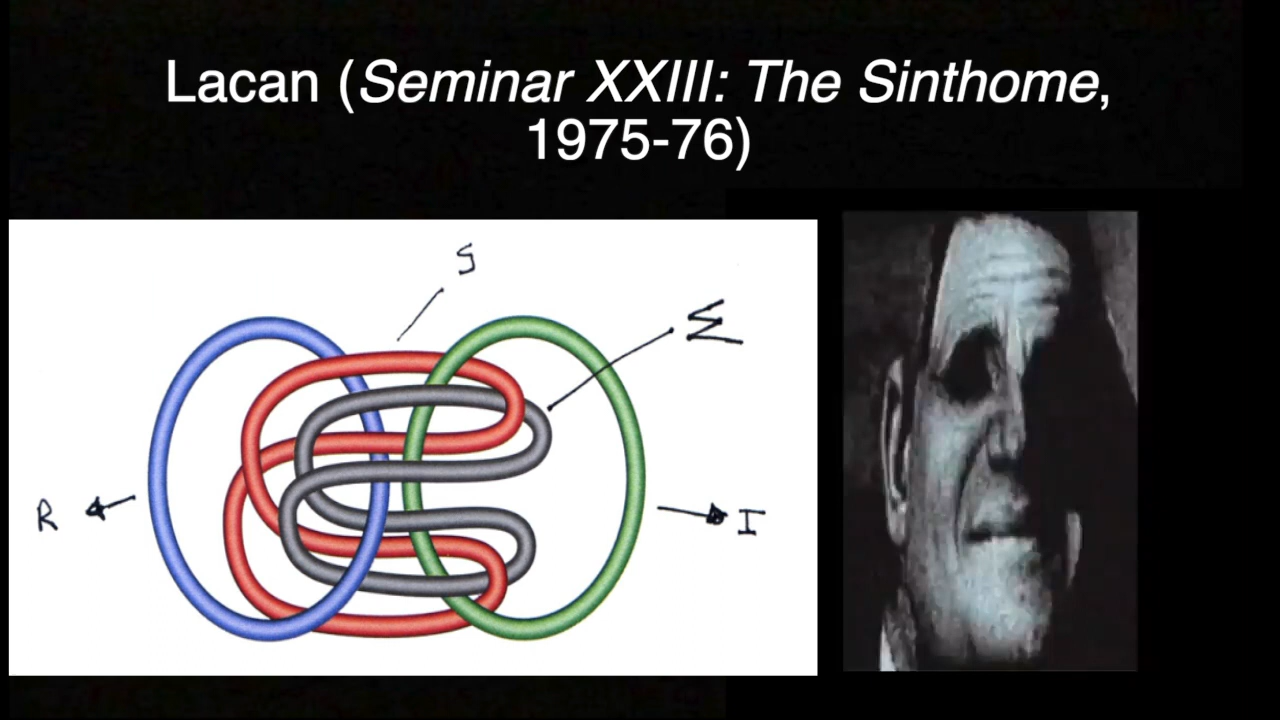 Lacan (Seminar XXIII: The Sinthome,
1975-76)
S
Σ
R
I